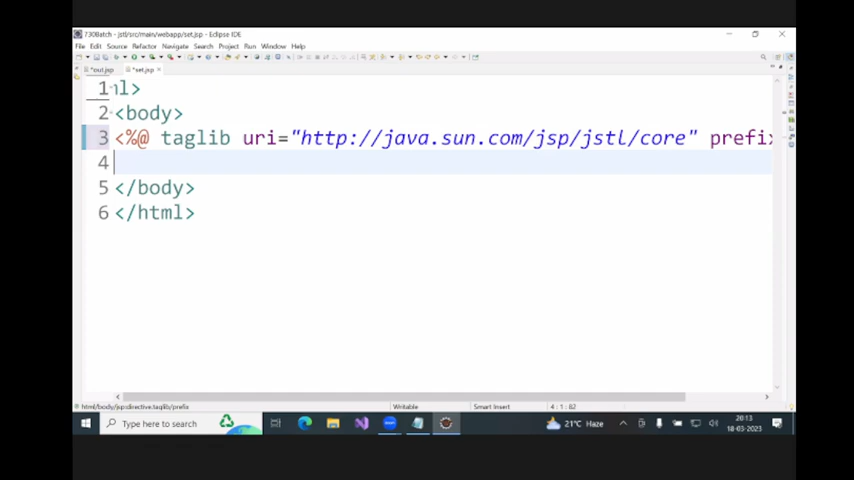 730Batch - jstl/src/main/webapp/set.jsp - Eclipse IDE
File Edit Source Refactor Navigate Search Project Run Window Help
*out.jsp *set.jsp
1 ml>
2 <body>
3 <%@ taglib uri="http://java.sun.com/jsp/jstl/core" prefix
4
5 </body>
6 </html>
html/body/jsp:directive.taglib/prefix Writable Smart Insert 4 : 1 : 82
Type here to search 21°C Haze 20:13
18-03-2023